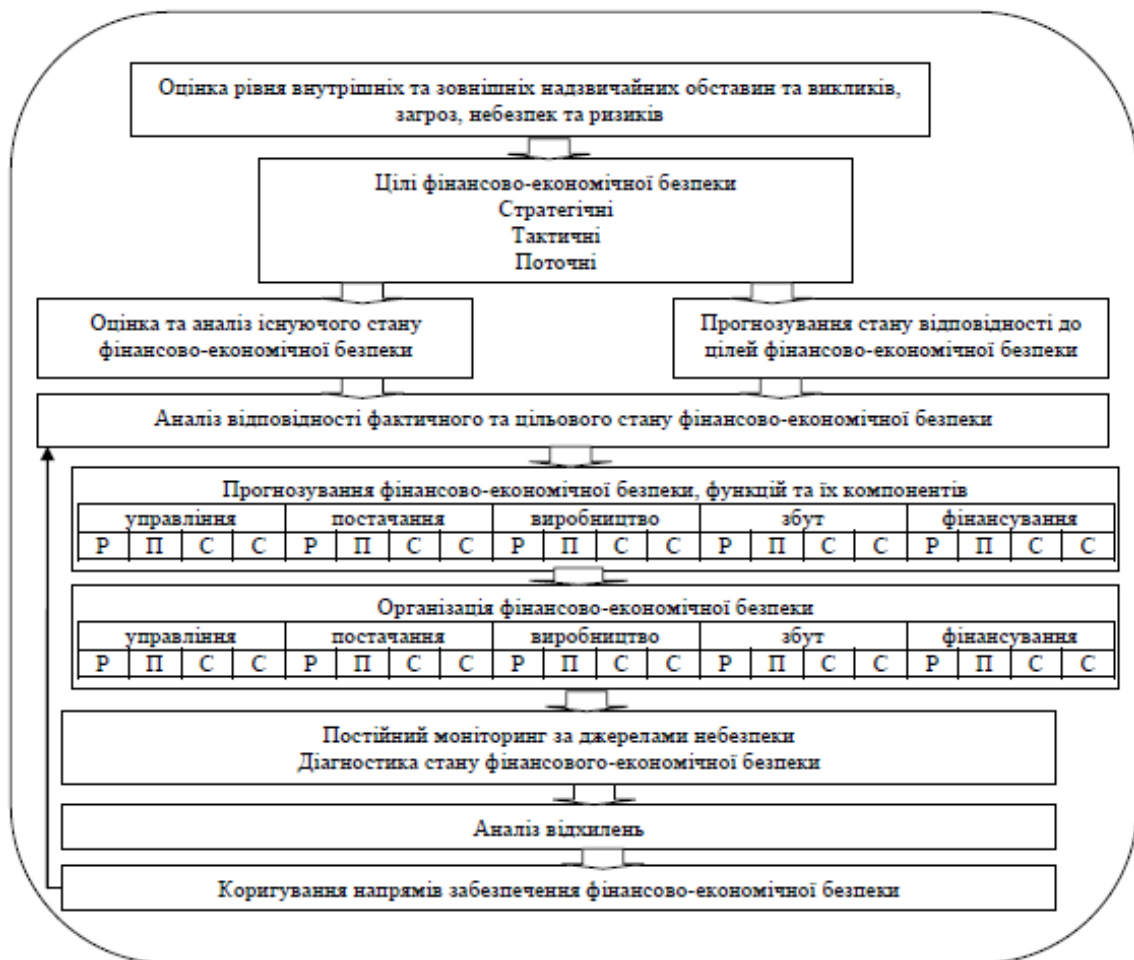 Оцінка рівня внутрішніх та зовнішніх надзвичайних обставин та викликів,
загроз, небезпек та ризиків
Цілі фінансово-економічної безпеки
Стратегічні
Тактичні
Поточні
Оцінка та аналіз існуючого стану
фінансово-економічної безпеки
Прогнозування стану відповідності до
цілей фінансово-економічної безпеки
Аналіз відповідності фактичного та цільового стану фінансово-економічної безпеки
Прогнозування фінансово-економічної безпеки, функцій та їх компонентів
управління постачання виробництво збут фінансування
Р П С С Р П С С Р П С С Р П С С Р П С С
Організація фінансово-економічної безпеки
управління постачання виробництво збут фінансування
Р П С С Р П С С Р П С С Р П С С Р П С С
Постійний моніторинг за джерелами небезпеки
Діагностика стану фінансового-економічної безпеки
Аналіз відхилень
Коригування напрямів забезпечення фінансово-економічної безпеки